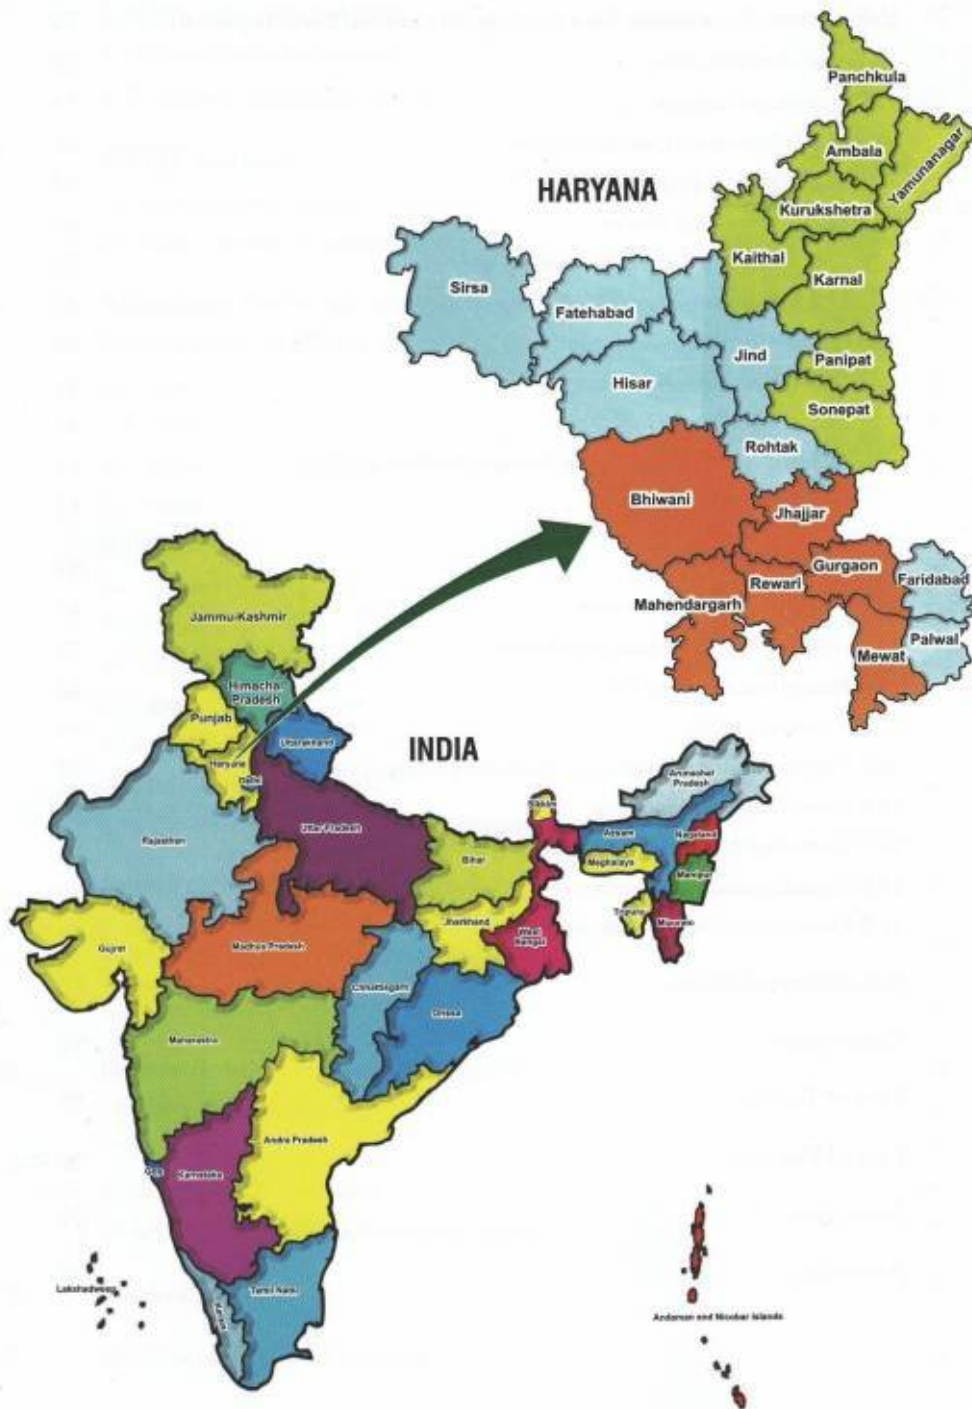 Panchkula
Ambala
Yamunanagar
HARYANA
Kurukshetra
Kaithal
Karnal
Sirsa
Fatehabad
Jind
Panipat
Hisar
Sonepat
Rohtak
Bhiwani
Jhajjar
Gurgaon
Faridabad
Rewari
Mahendargarh
Palwal
Mewat
Jammu-Kashmir
Himachal
Pradesh
Punjab
Uttarakhand
INDIA
Haryana
Delhi
Arunachal
Pradesh
Sikkim
Rajasthan
Uttar Pradesh
Assam
Nagaland
Bihar
Meghalaya
Manipur
Jharkhand
Tripura
Mizoram
Gujrat
Madhya Pradesh
West
Bengal
Chhattisgarh
Orissa
Maharastra
Andra Pradesh
Goa
Karnataka
Lakshadweep
Tamil Nadu
Kerala
Andaman and Nicobar Islands